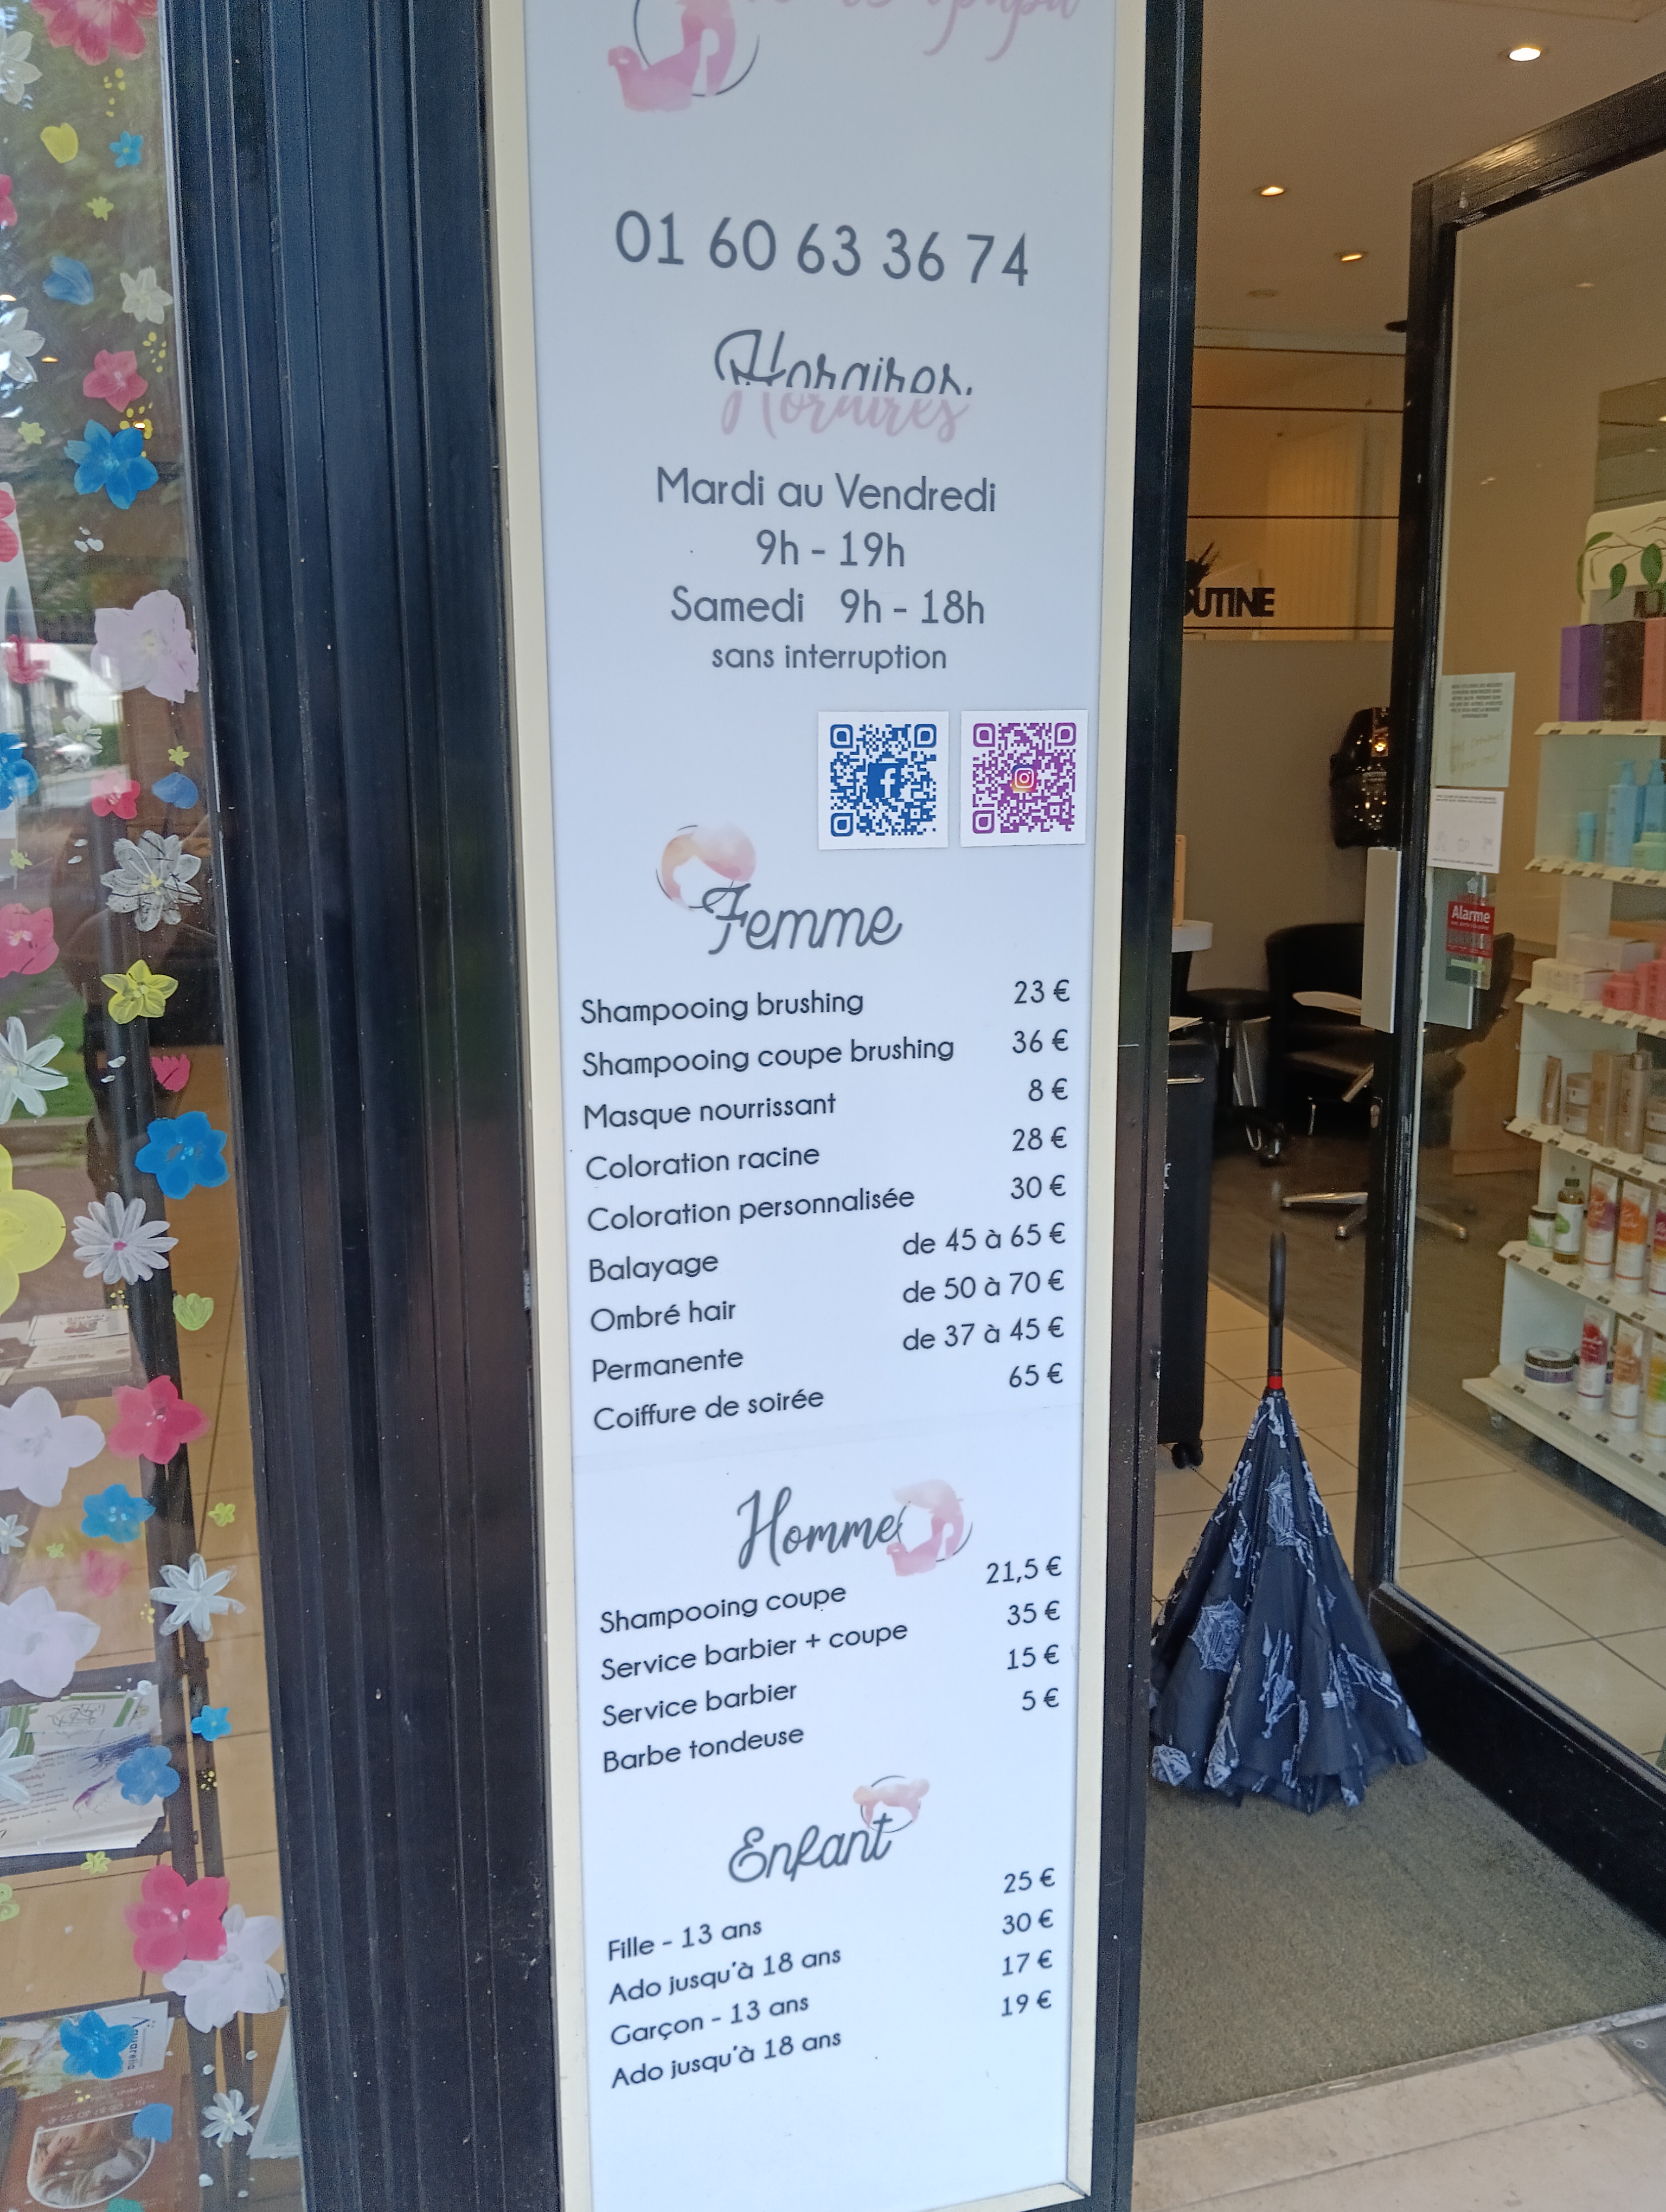 01 60 63 36 74
Horaires
Horaires
Mardi au Vendredi
9h - 19h
Samedi 9h - 18h
sans interruption
Femme
Shampooing brushing 23 €
Shampooing coupe brushing 36 €
Masque nourrissant 8 €
Coloration racine 28 €
Coloration personnalisée 30 €
Balayage de 45 à 65 €
Ombré hair de 50 à 70 €
Permanente de 37 à 45 €
Coiffure de soirée 65 €
Homme
Shampooing coupe 21,5 €
Service barbier + coupe 35 €
Service barbier 15 €
Barbe tondeuse 5 €
Enfant
Fille - 13 ans 25 €
Ado jusqu'à 18 ans 30 €
Garçon - 13 ans 17 €
Ado jusqu'à 18 ans 19 €
UTINE
Alarme